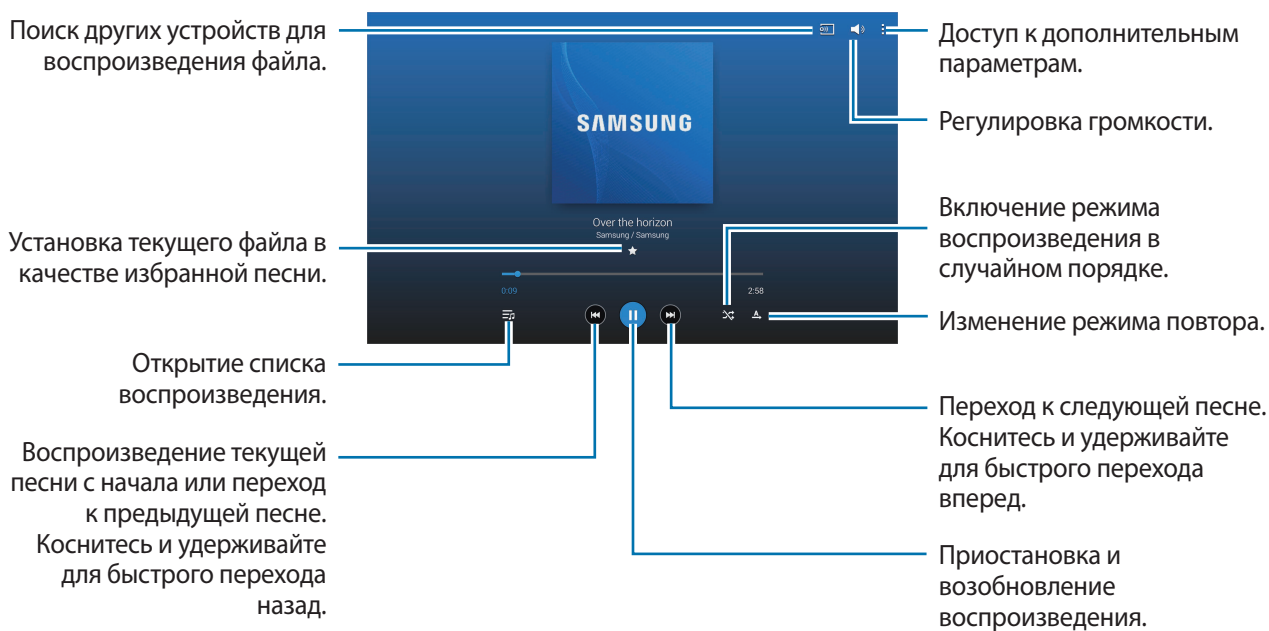 Поиск других устройств для
воспроизведения файла.
Установка текущего файла в
качестве избранной песни.
Открытие списка
воспроизведения.
Воспроизведение текущей
песни с начала или переход
к предыдущей песне.
Коснитесь и удерживайте
для быстрого перехода
назад.
SAMSUNG
Over the horizon
Samsung / Samsung
0:09
2:58
A
Доступ к дополнительным
параметрам.
Регулировка громкости.
Включение режима
воспроизведения в
случайном порядке.
Изменение режима повтора.
Переход к следующей песне.
Коснитесь и удерживайте
для быстрого перехода
вперед.
Приостановка и
возобновление
воспроизведения.